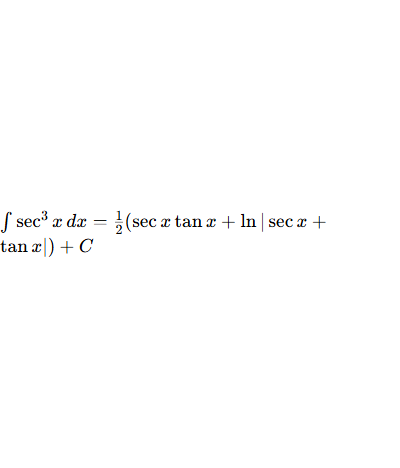 ∫ sec³ x dx = ½(sec x tan x + ln | sec x +
tan x|) + C